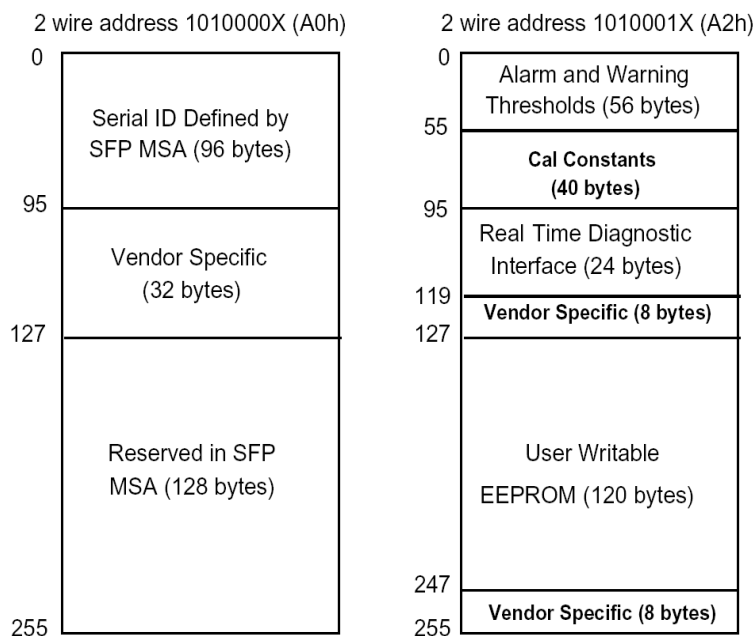 2 wire address 1010000X (A0h)
0
Serial ID Defined by
SFP MSA (96 bytes)
95
Vendor Specific
(32 bytes)
127
Reserved in SFP
MSA (128 bytes)
255
2 wire address 1010001X (A2h)
0
Alarm and Warning
Thresholds (56 bytes)
55
Cal Constants
(40 bytes)
95
Real Time Diagnostic
Interface (24 bytes)
119
Vendor Specific (8 bytes)
127
User Writable
EEPROM (120 bytes)
247
Vendor Specific (8 bytes)
255